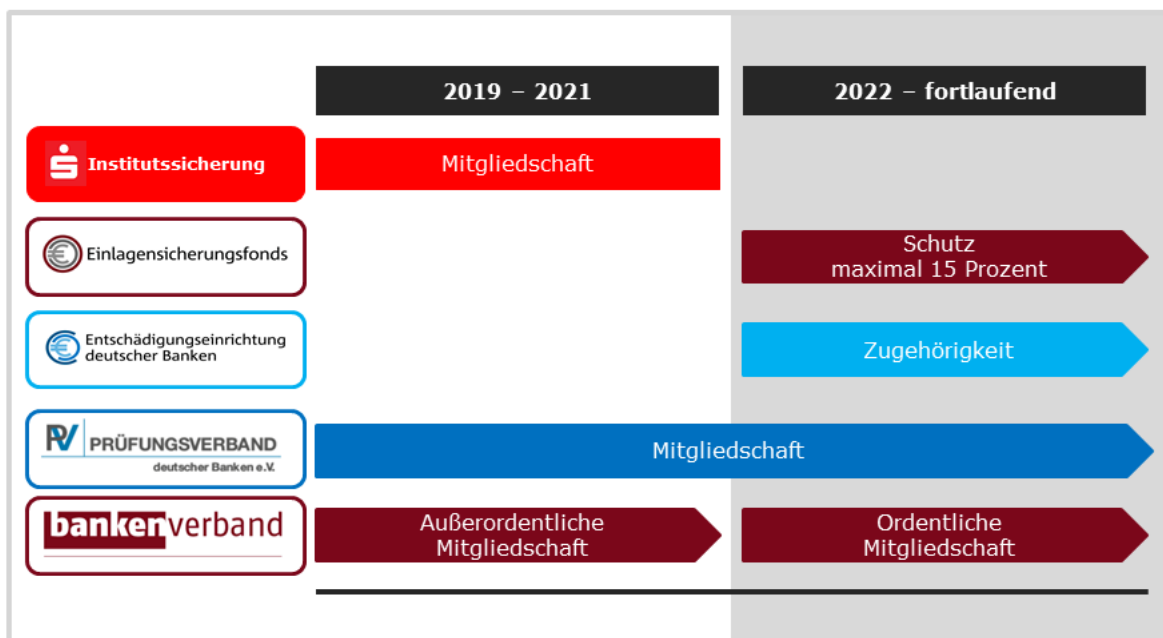 2019 – 2021
2022 – fortlaufend
Institutssicherung
Mitgliedschaft
Einlagensicherungsfonds
Schutz
maximal 15 Prozent
Entschädigungseinrichtung
deutscher Banken
Zugehörigkeit
PV PRÜFUNGSVERBAND
deutscher Banken e.V.
Mitgliedschaft
bankenverband
Außerordentliche
Mitgliedschaft
Ordentliche
Mitgliedschaft